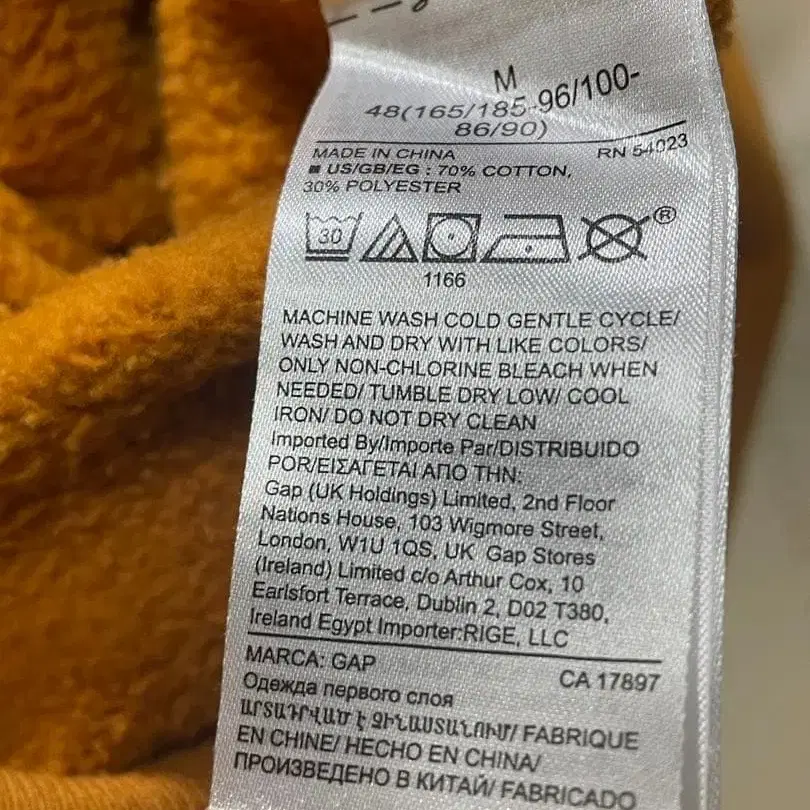 M
48(165/185-96/100-
86/90)
MADE IN CHINA RN 54023
■ US/GB/EG : 70% COTTON,
30% POLYESTER
30 ®
1166
MACHINE WASH COLD GENTLE CYCLE/
WASH AND DRY WITH LIKE COLORS/
ONLY NON-CHLORINE BLEACH WHEN
NEEDED/ TUMBLE DRY LOW/ COOL
IRON/ DO NOT DRY CLEAN
Imported By/Importe Par/DISTRIBUIDO
POR/ΕΙΣΑΓΕΤΑΙ ΑΠΟ ΤΗΝ:
Gap (UK Holdings) Limited, 2nd Floor
Nations House, 103 Wigmore Street,
London, W1U 1QS, UK Gap Stores
(Ireland) Limited c/o Arthur Cox, 10
Earlsfort Terrace, Dublin 2, D02 T380,
Ireland Egypt Importer:RIGE, LLC
MARCA: GAP CA 17897
Одежда первого слоя
ԱՐՏԱԴՐՎԱԾ Է ՉԻՆԱՍՏԱՆՈՒՄ/ FABRIQUE
EN CHINE/ HECHO EN CHINA/
ПРОИЗВЕДЕНО В КИТАЙ/ FABRICADO